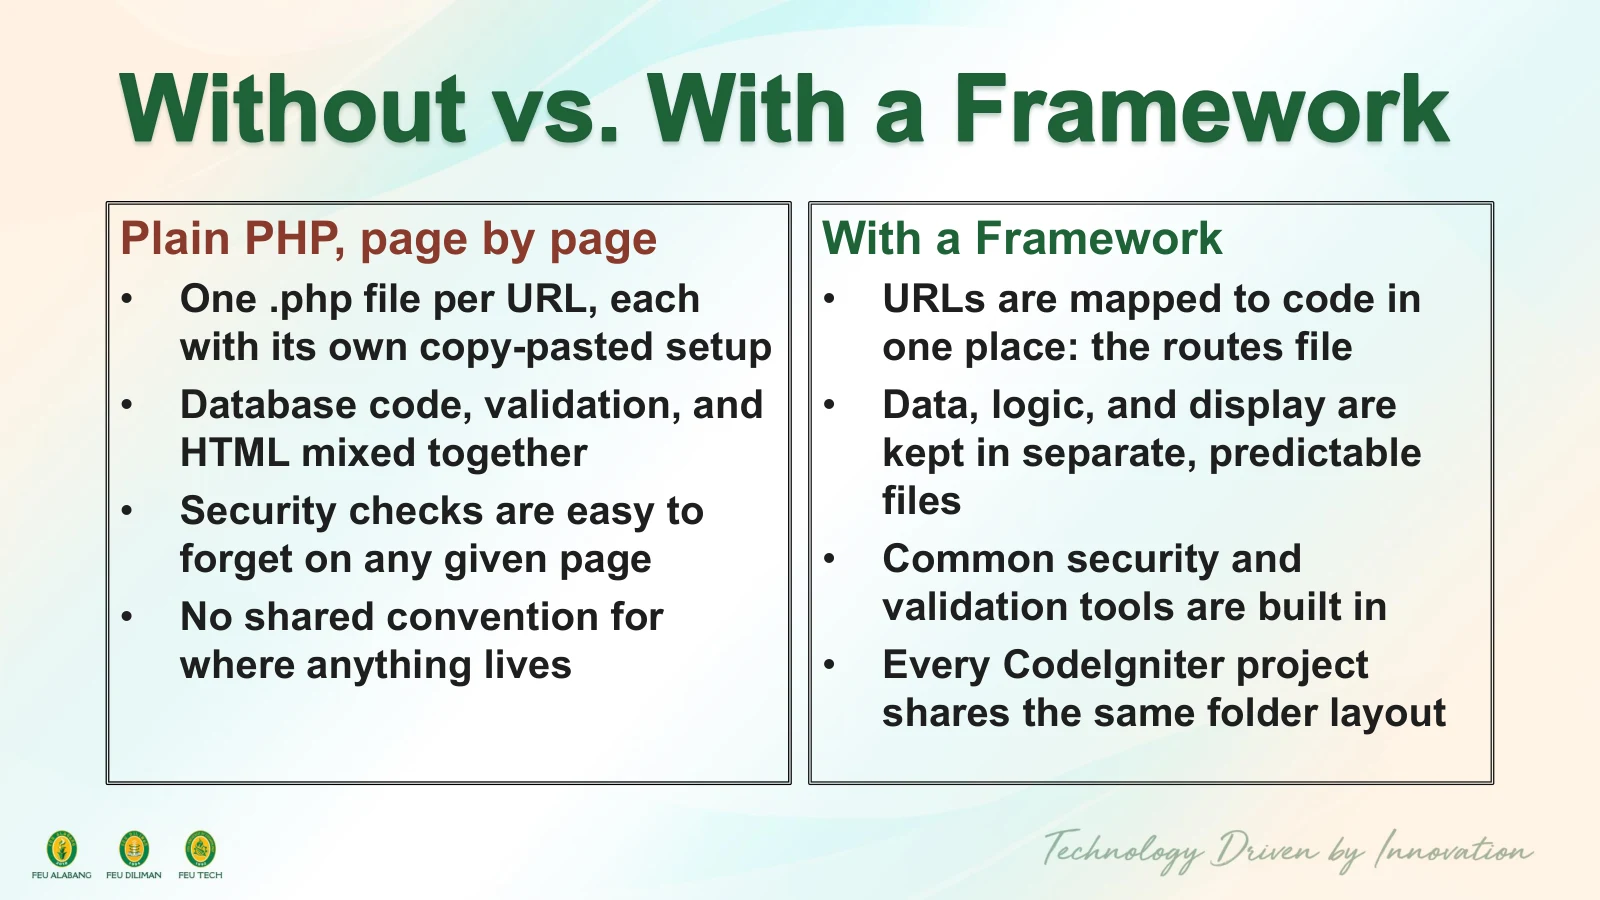 Without vs. With a Framework
Plain PHP, page by page
• One .php file per URL, each
with its own copy-pasted setup
• Database code, validation, and
HTML mixed together
• Security checks are easy to
forget on any given page
• No shared convention for
where anything lives
With a Framework
• URLs are mapped to code in
one place: the routes file
• Data, logic, and display are
kept in separate, predictable
files
• Common security and
validation tools are built in
• Every CodeIgniter project
shares the same folder layout
FEU ALABANG
FEU DILIMAN
FEU TECH
Technology Driven by Innovation